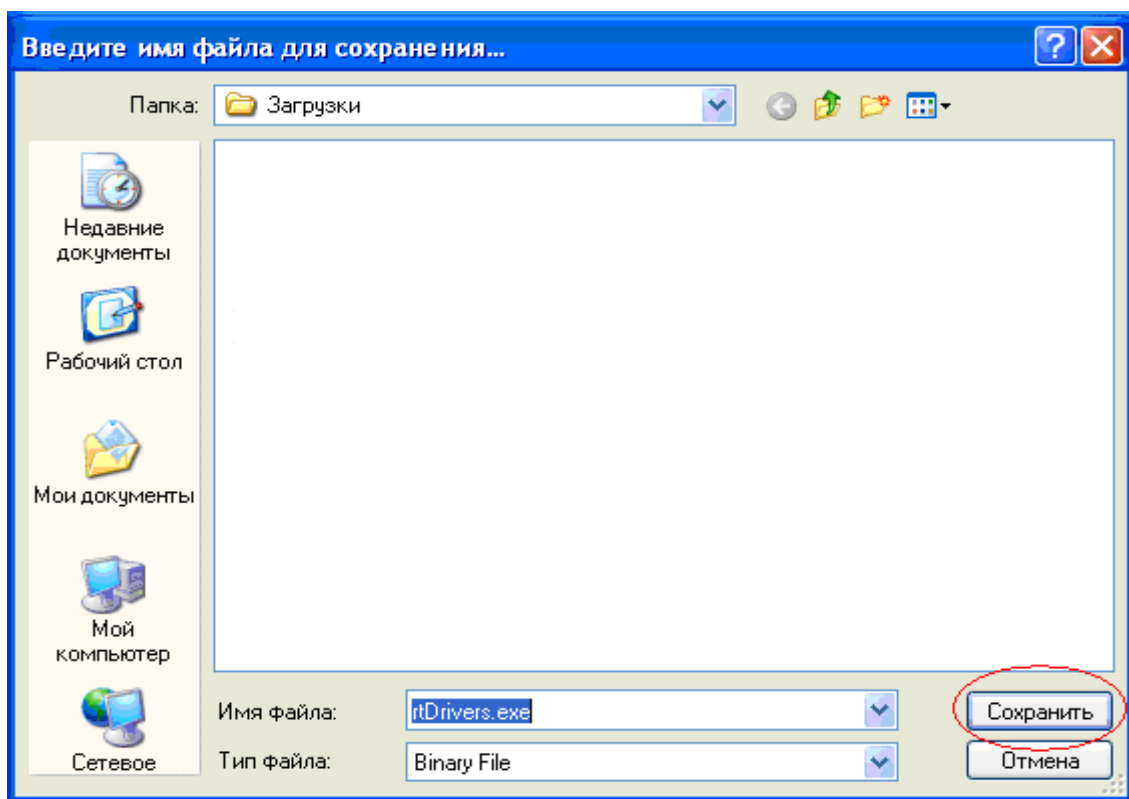 Введите имя файла для сохранения...
Папка: Загрузки
Недавние
документы
Рабочий стол
Мои документы
Мой
компьютер
Сетевое
Имя файла: rtDrivers.exe Сохранить
Тип файла: Binary File Отмена